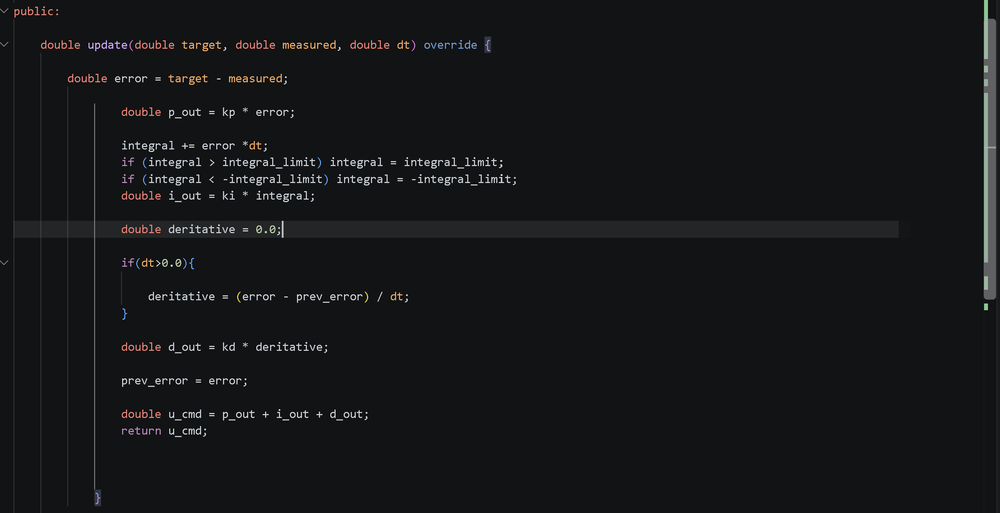 public:
double update(double target, double measured, double dt) override {
double error = target - measured;
double p_out = kp * error;
integral += error *dt;
if (integral > integral_limit) integral = integral_limit;
if (integral < -integral_limit) integral = -integral_limit;
double i_out = ki * integral;
double deritative = 0.0;
if(dt>0.0){
deritative = (error - prev_error) / dt;
}
double d_out = kd * deritative;
prev_error = error;
double u_cmd = p_out + i_out + d_out;
return u_cmd;
}